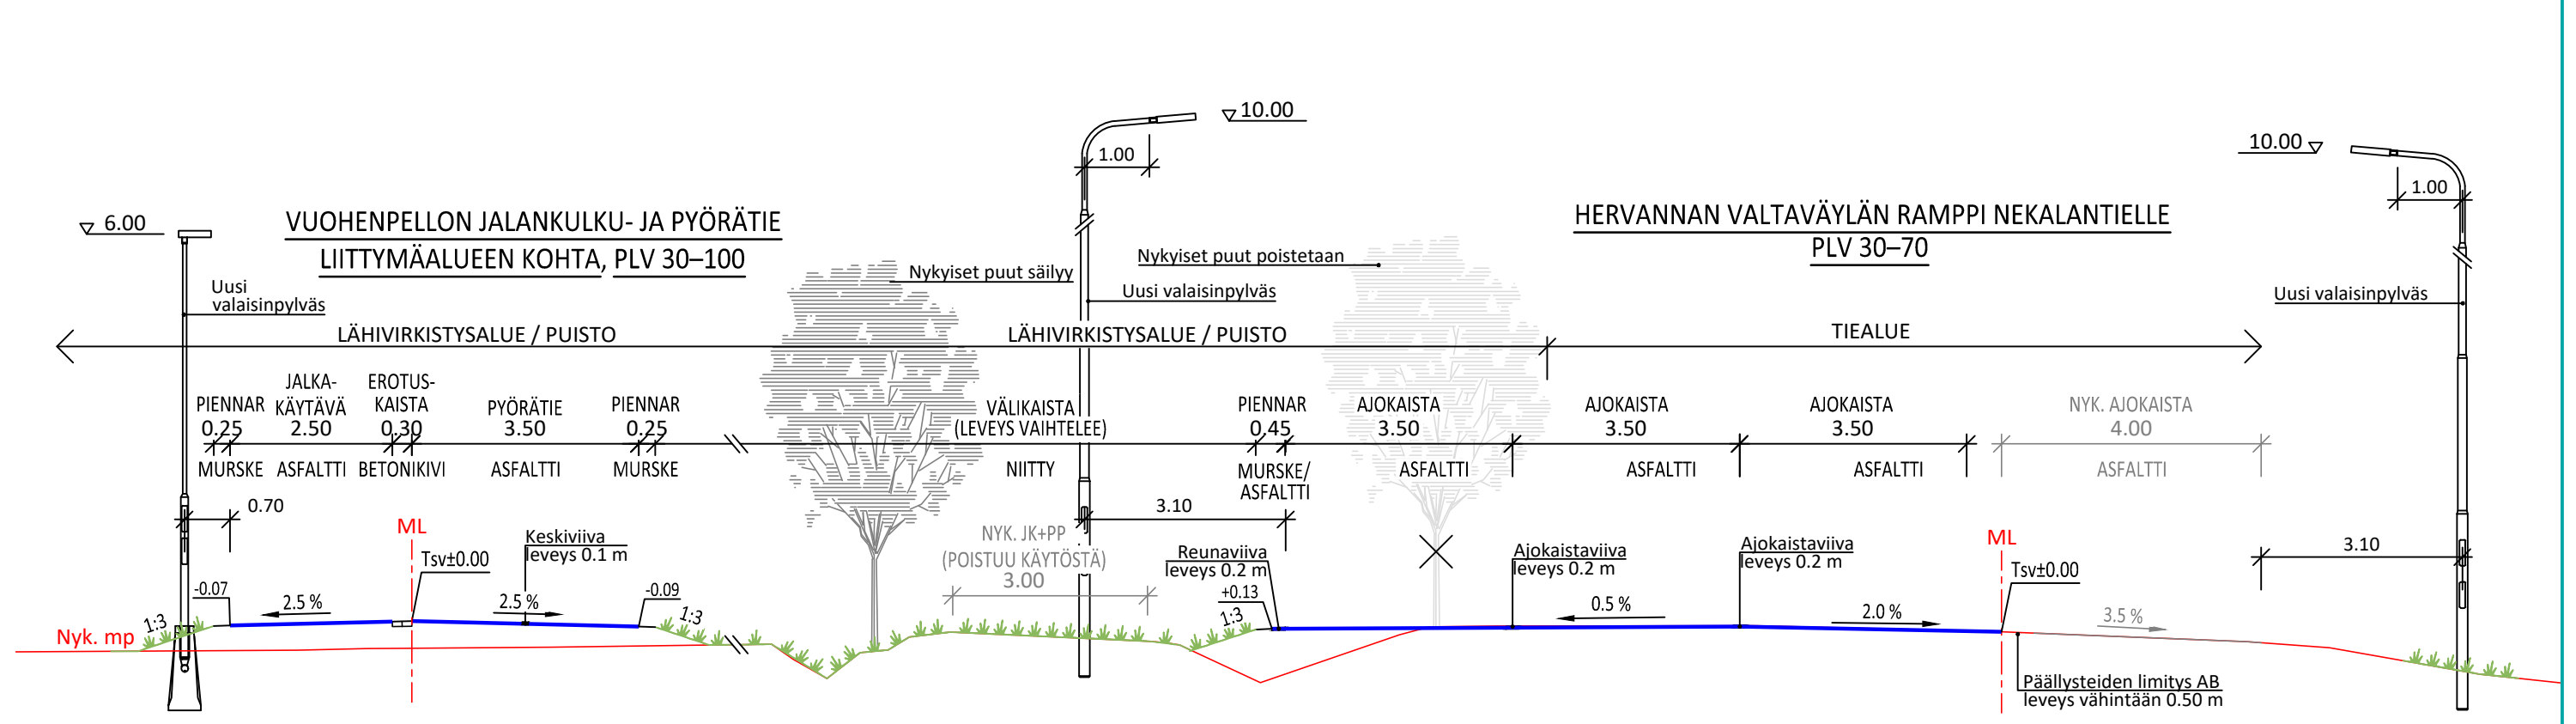 10.00
1.00
10.00
1.00
6.00
VUOHENPELLON JALANKULKU- JA PYÖRÄTIE
LIITTYMÄALUEEN KOHTA, PLV 30–100
HERVANNAN VALTAVÄYLÄN RAMPPI NEKALANTIELLE
PLV 30–70
Nykyiset puut säilyy
Nykyiset puut poistetaan
Uusi
valaisinpylväs
Uusi valaisinpylväs
Uusi valaisinpylväs
LÄHIVIRKISTYSALUE / PUISTO
LÄHIVIRKISTYSALUE / PUISTO
TIEALUE
PIENNAR
0.25
MURSKE
JALKA-
KÄYTÄVÄ
2.50
ASFALTTI
EROTUS-
KAISTA
0.30
BETONIKIVI
PYÖRÄTIE
3.50
ASFALTTI
PIENNAR
0.25
MURSKE
VÄLIKAISTA
(LEVEYS VAIHTELEE)
NIITTY
PIENNAR
0.45
MURSKE/
ASFALTTI
AJOKAISTA
3.50
ASFALTTI
AJOKAISTA
3.50
ASFALTTI
AJOKAISTA
3.50
ASFALTTI
NYK. AJOKAISTA
4.00
ASFALTTI
0.70
ML
Tsv±0.00
Keskiviiva
leveys 0.1 m
-0.07
2.5 %
2.5 %
-0.09
1:3
1:3
Nyk. mp
NYK. JK+PP
(POISTUU KÄYTÖSTÄ)
3.00
3.10
Reunaviiva
leveys 0.2 m
+0.13
1:3
Ajokaistaviiva
leveys 0.2 m
0.5 %
Ajokaistaviiva
leveys 0.2 m
2.0 %
ML
Tsv±0.00
3.5 %
3.10
Päällysteiden limitys AB
leveys vähintään 0.50 m